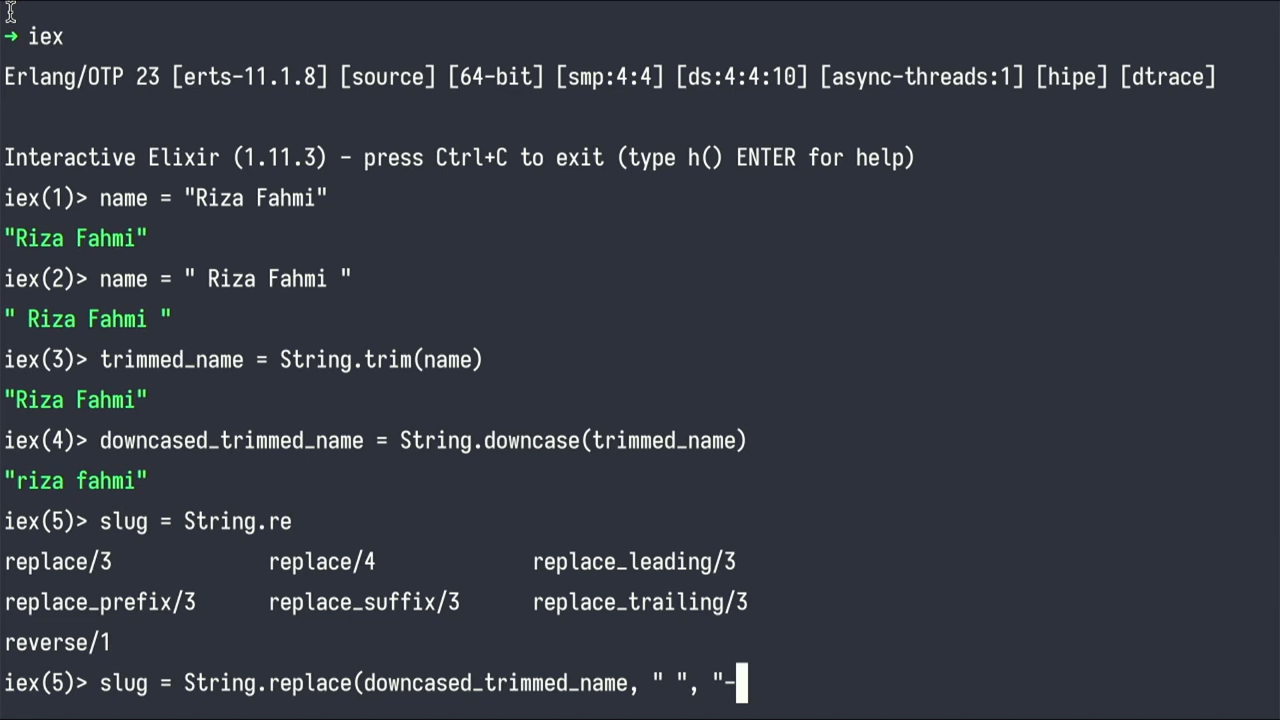 → iex
Erlang/OTP 23 [erts-11.1.8] [source] [64-bit] [smp:4:4] [ds:4:4:10] [async-threads:1] [hipe] [dtrace]
Interactive Elixir (1.11.3) - press Ctrl+C to exit (type h() ENTER for help)
iex(1)> name = "Riza Fahmi"
"Riza Fahmi"
iex(2)> name = " Riza Fahmi "
" Riza Fahmi "
iex(3)> trimmed_name = String.trim(name)
"Riza Fahmi"
iex(4)> downcased_trimmed_name = String.downcase(trimmed_name)
"riza fahmi"
iex(5)> slug = String.re
replace/3 replace/4 replace_leading/3
replace_prefix/3 replace_suffix/3 replace_trailing/3
reverse/1
iex(5)> slug = String.replace(downcased_trimmed_name, " ", "-